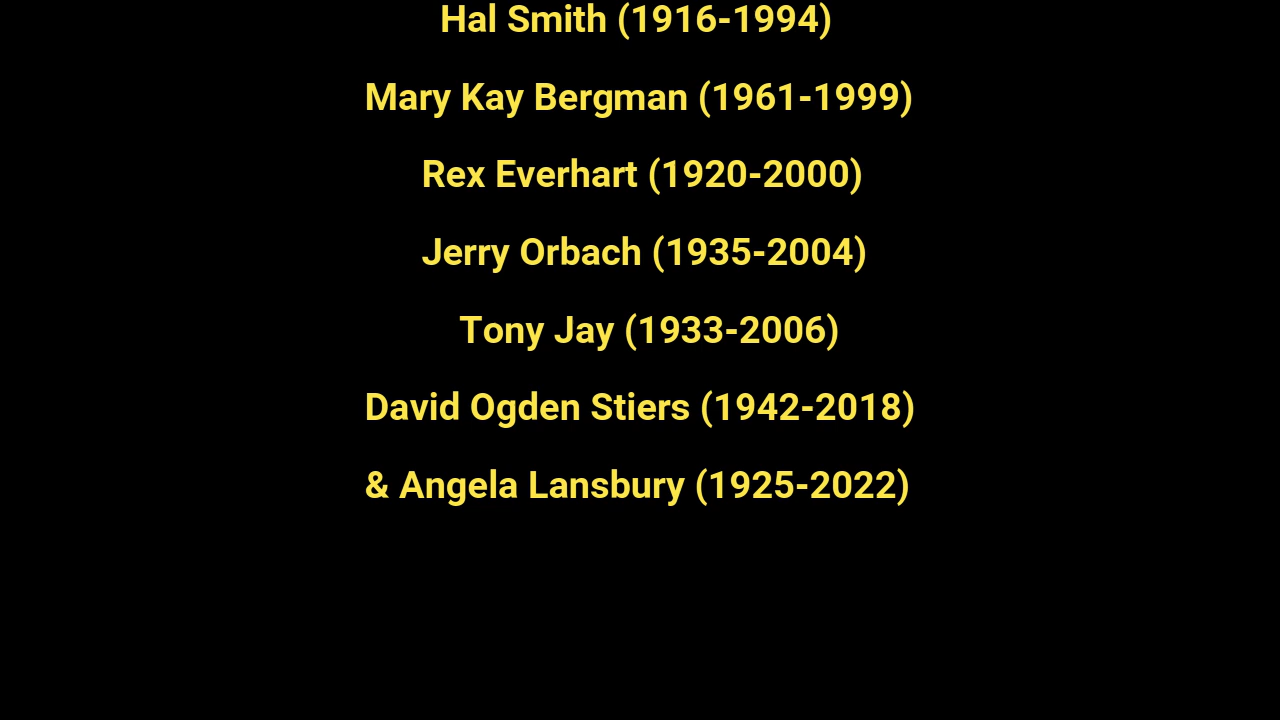 Hal Smith (1916-1994)
Mary Kay Bergman (1961-1999)
Rex Everhart (1920-2000)
Jerry Orbach (1935-2004)
Tony Jay (1933-2006)
David Ogden Stiers (1942-2018)
& Angela Lansbury (1925-2022)